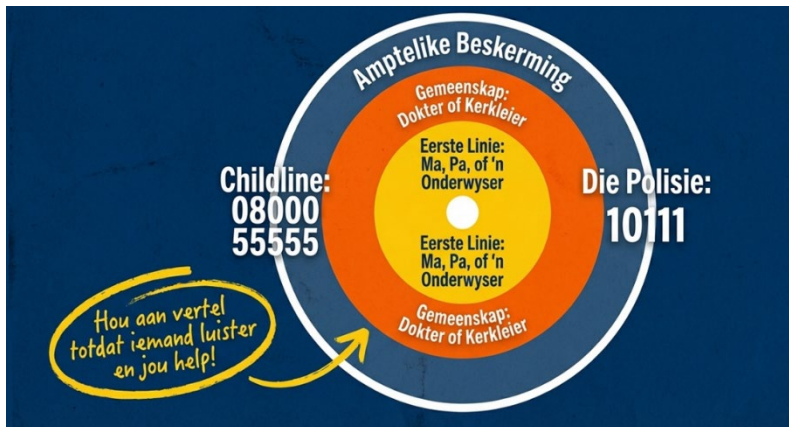 Amptelike Beskerming
Gemeenskap:
Dokter of Kerkleier
Eerste Linie:
Ma, Pa, of 'n
Onderwyser
Childline:
08000
55555
Die Polisie:
10111
Eerste Linie:
Ma, Pa, of 'n
Onderwyser
Gemeenskap:
Dokter of Kerkleier
Hou aan vertel
totdat iemand luister
en jou help!